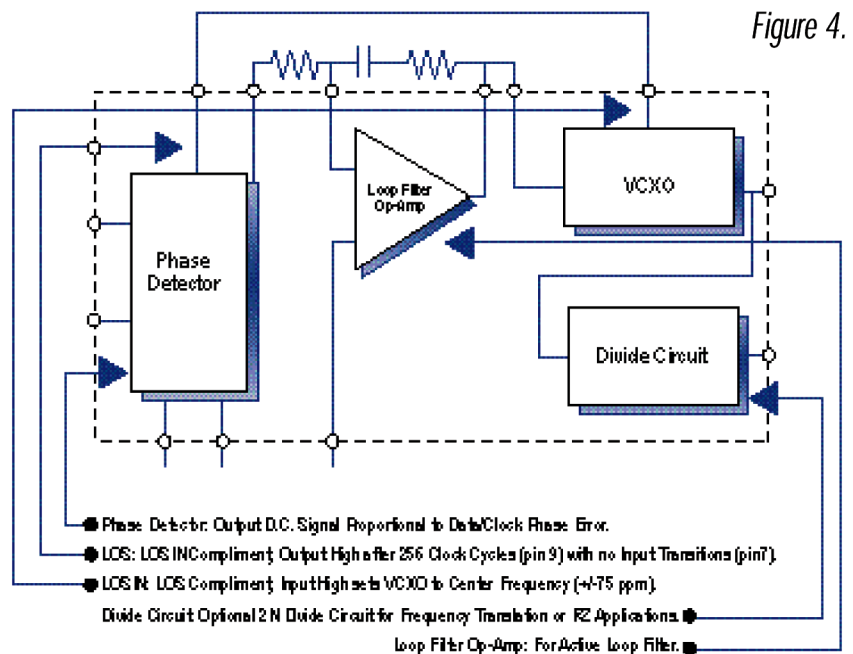 Figure 4.
Loop Filter
Op-Amp
VCXO
Phase
Detector
Divide Circuit
Phase Detector: Output D.C. Signal Proportional to Data/Clock Phase Error.
LOS: LOS IN Compliment, Output High after 256 Clock Cycles (pin 9) with no Input Transitions (pin7).
LOS IN: LOS Compliment, Input High sets VCXO to Center Frequency (+/-75 ppm).
Divide Circuit Optional 2 N Divide Circuit for Frequency Translation or RZ Applications.
Loop Filter Op-Amp: For Active Loop Filter.